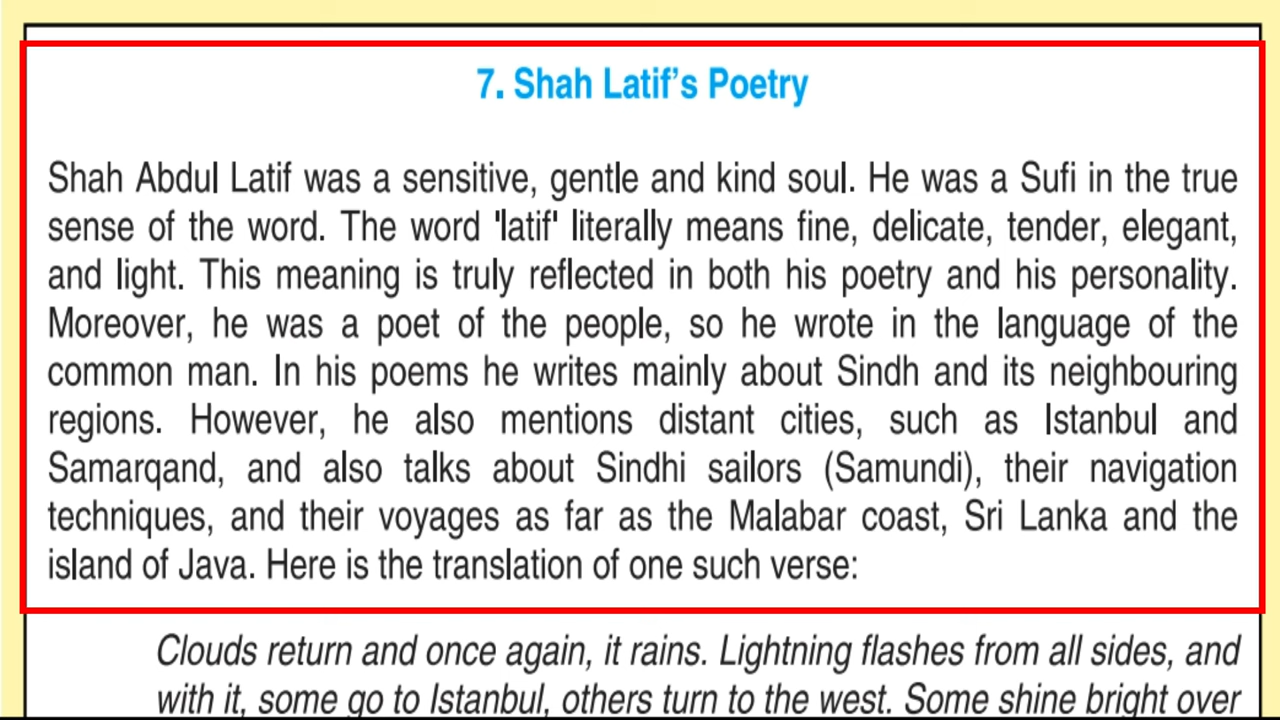 7. Shah Latif’s Poetry
Shah Abdul Latif was a sensitive, gentle and kind soul. He was a Sufi in the true
sense of the word. The word 'latif' literally means fine, delicate, tender, elegant,
and light. This meaning is truly reflected in both his poetry and his personality.
Moreover, he was a poet of the people, so he wrote in the language of the
common man. In his poems he writes mainly about Sindh and its neighbouring
regions. However, he also mentions distant cities, such as Istanbul and
Samarqand, and also talks about Sindhi sailors (Samundi), their navigation
techniques, and their voyages as far as the Malabar coast, Sri Lanka and the
island of Java. Here is the translation of one such verse:
Clouds return and once again, it rains. Lightning flashes from all sides, and
with it, some go to Istanbul, others turn to the west. Some shine bright over